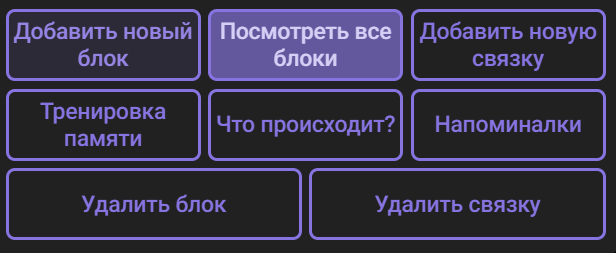 Добавить новый
блок
Посмотреть все
блоки
Добавить новую
связку
Тренировка
памяти
Что происходит?
Напоминалки
Удалить блок
Удалить связку